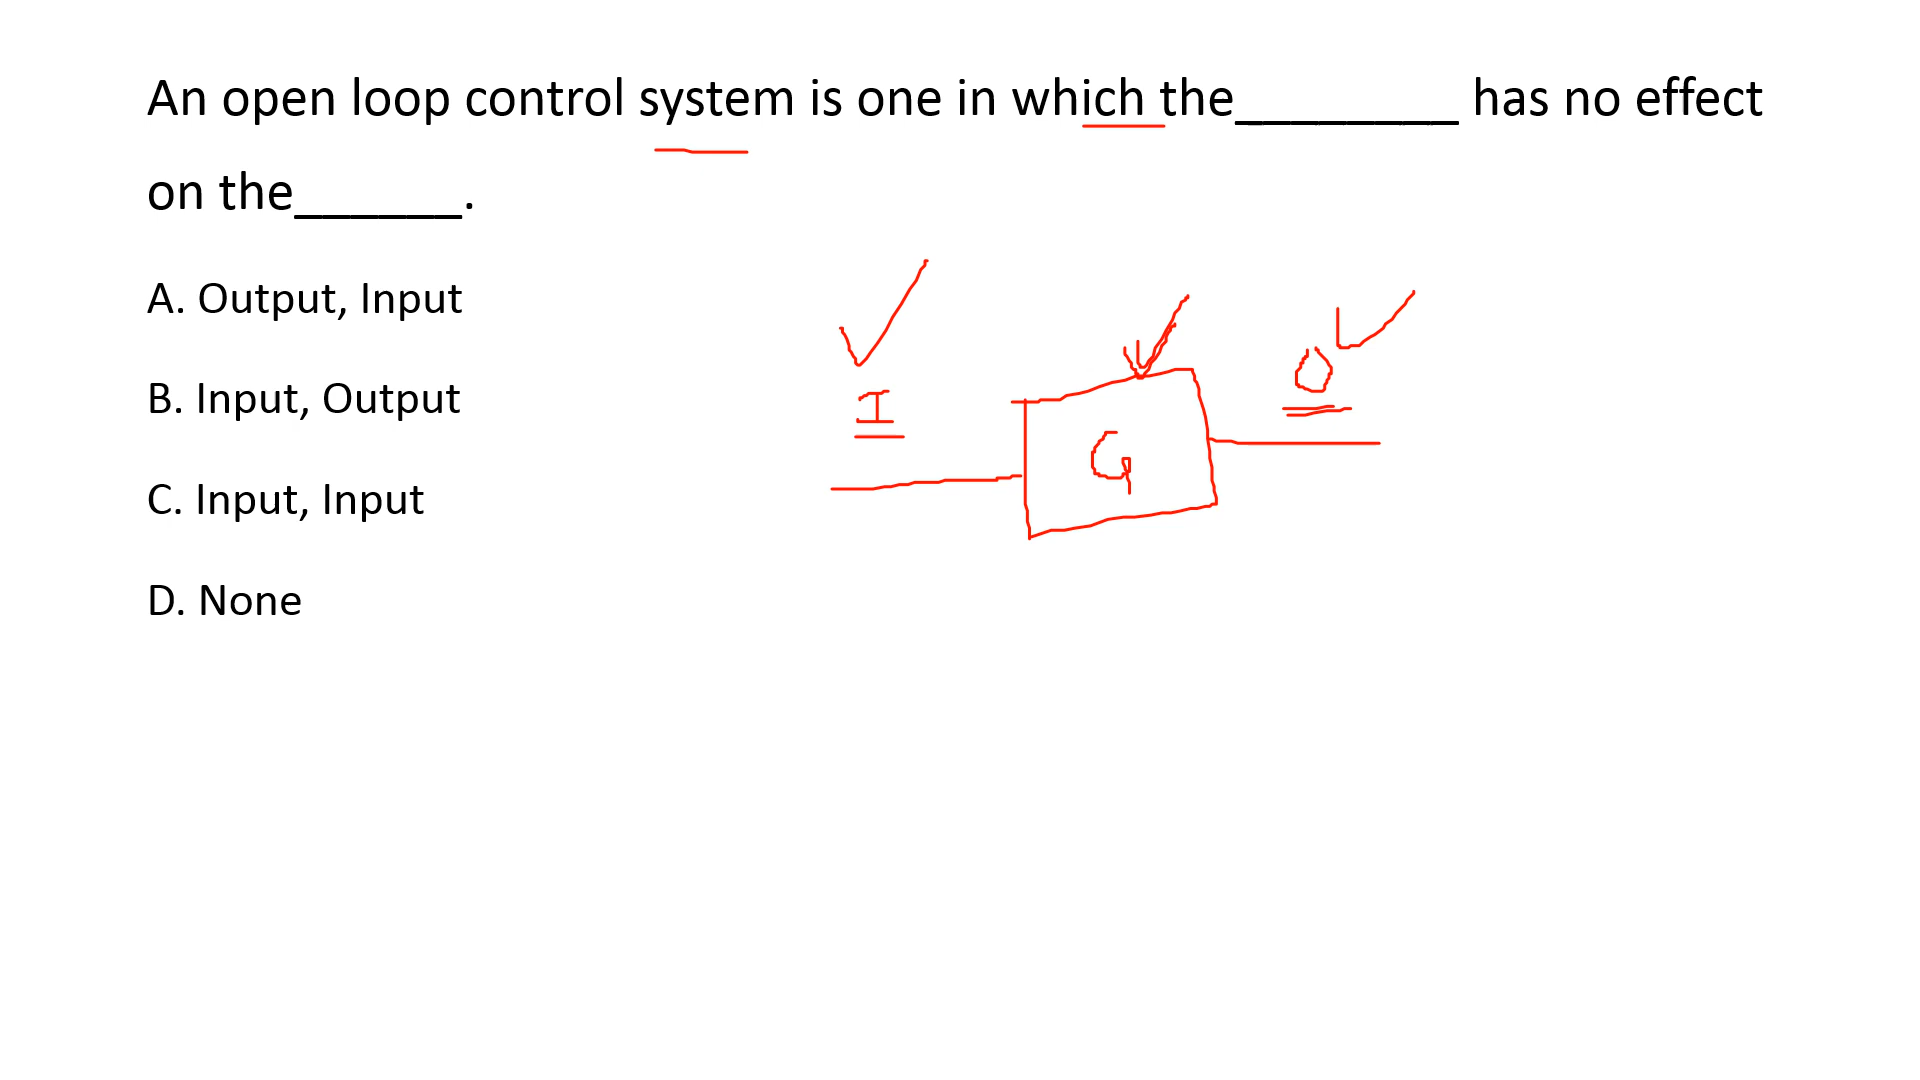 An open loop control system is one in which the________ has no effect
on the______.
A. Output, Input
B. Input, Output
C. Input, Input
D. None
I
G
O